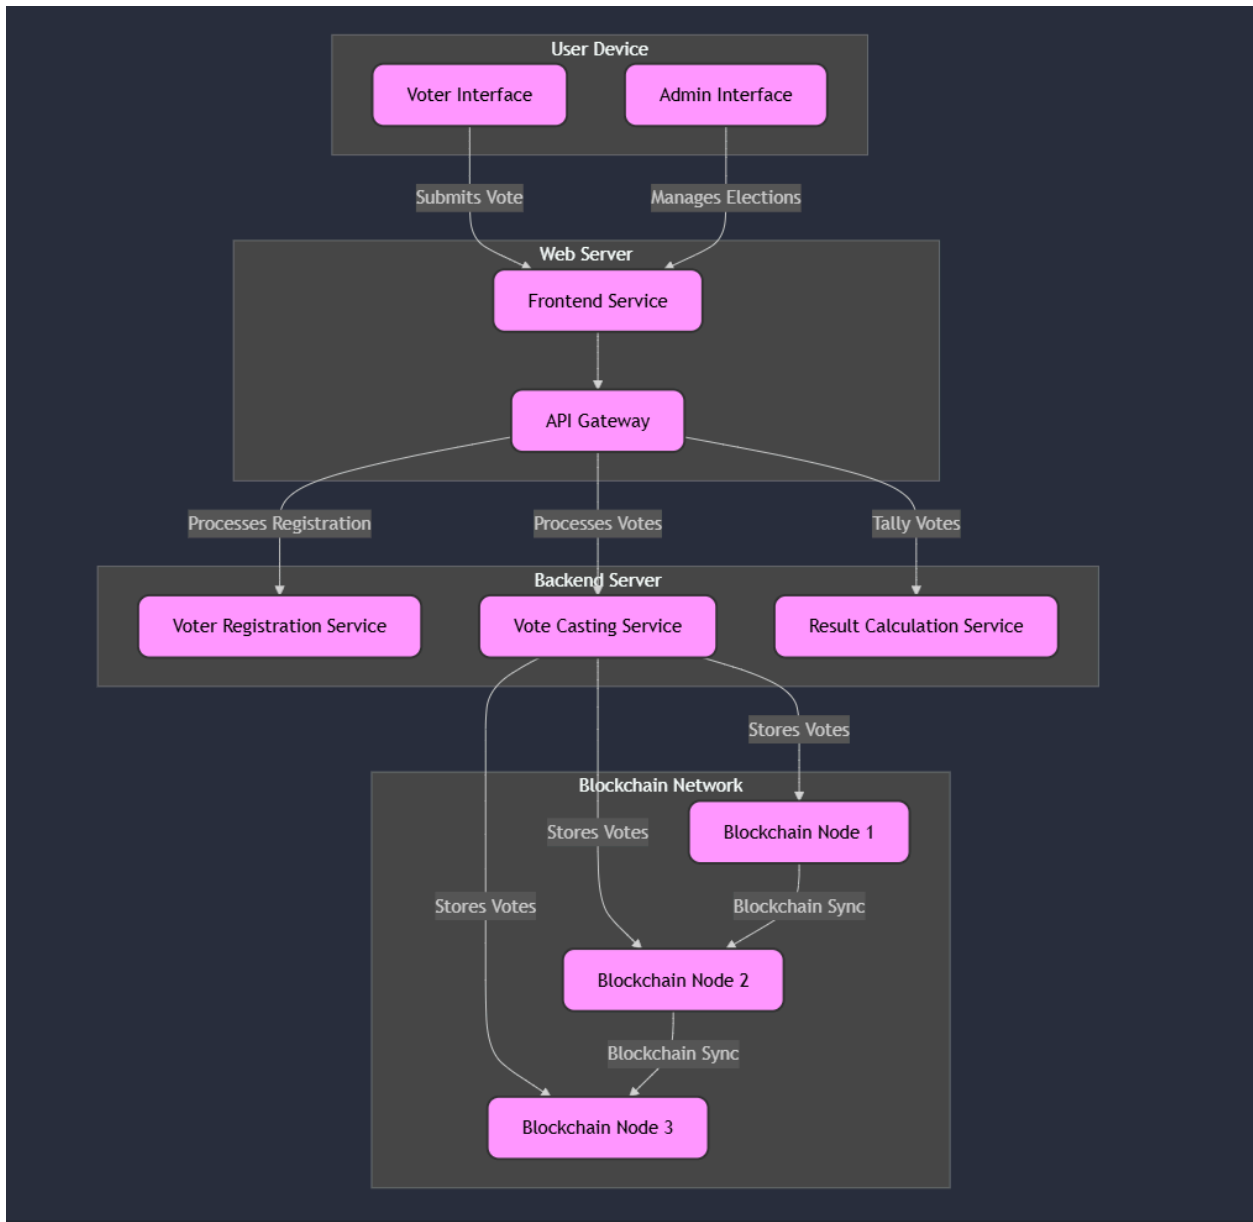 User Device
Voter Interface
Admin Interface
Submits Vote
Manages Elections
Web Server
Frontend Service
API Gateway
Processes Registration
Processes Votes
Tally Votes
Backend Server
Voter Registration Service
Vote Casting Service
Result Calculation Service
Stores Votes
Blockchain Network
Blockchain Node 1
Stores Votes
Stores Votes
Blockchain Sync
Blockchain Node 2
Blockchain Sync
Blockchain Node 3